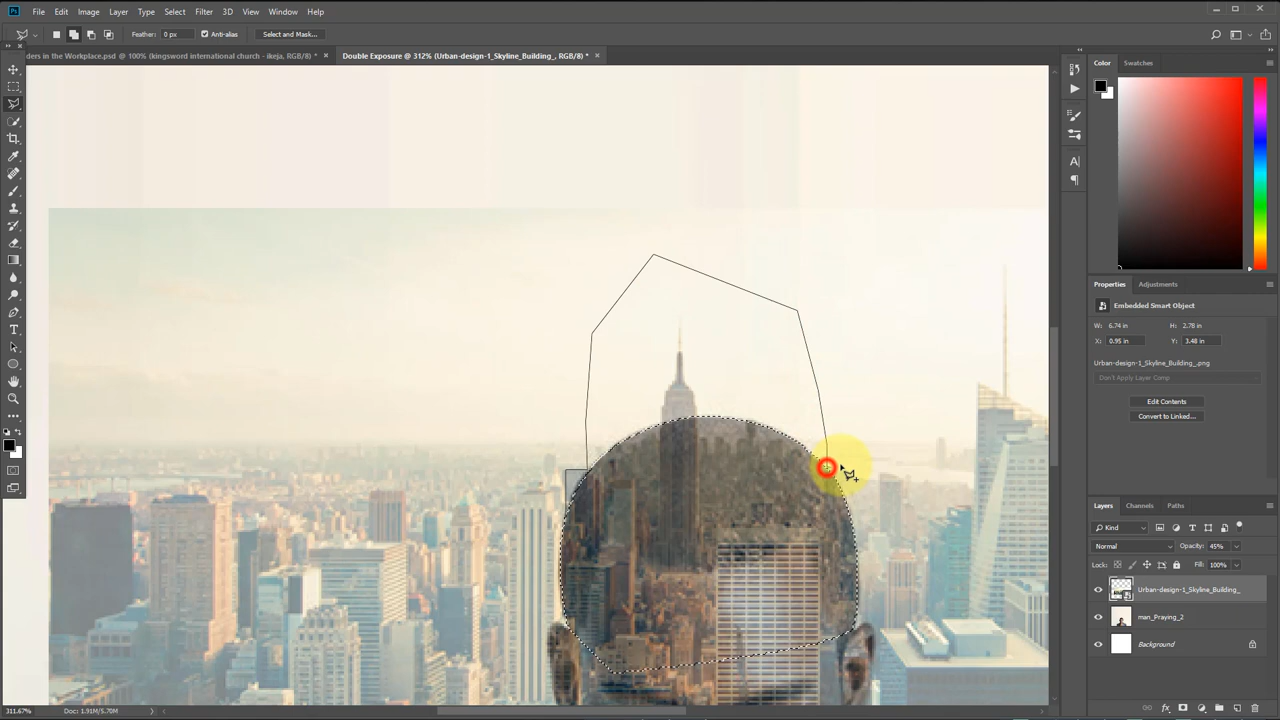 Ps File Edit Image Layer Type Select Filter 3D View Window Help
Feather: 0 px Anti-alias Select and Mask...
ders in the Workplace.psd @ 100% (kingsword international church - ikeja, RGB/8) * × Double Exposure @ 312% (Urban-design-1_Skyline_Building_, RGB/8) * ×
Color Swatches
Properties Adjustments
Embedded Smart Object
W: 6.74 in H: 2.78 in
X: 0.95 in Y: 3.48 in
Urban-design-1_Skyline_Building_.png
Don't Apply Layer Comp
Edit Contents
Convert to Linked...
Layers Channels Paths
Kind
Normal Opacity: 45%
Lock: Fill: 100%
Urban-design-1_Skyline_Building_
man_Praying_2
Background
311.67% Doc: 1.91M/5.70M